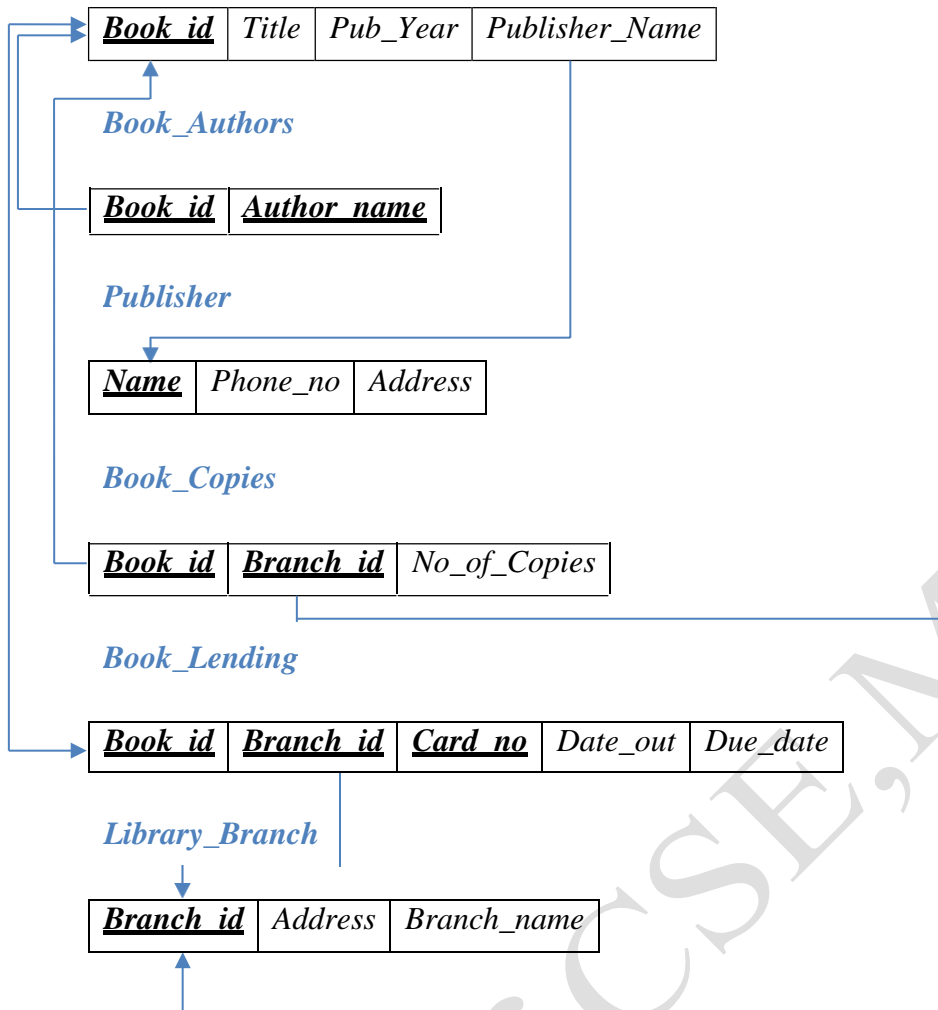 Book_id Title Pub_Year Publisher_Name
Book_Authors
Book_id Author_name
Publisher
Name Phone_no Address
Book_Copies
Book_id Branch_id No_of_Copies
Book_Lending
Book_id Branch_id Card_no Date_out Due_date
Library_Branch
Branch_id Address Branch_name
CSE,